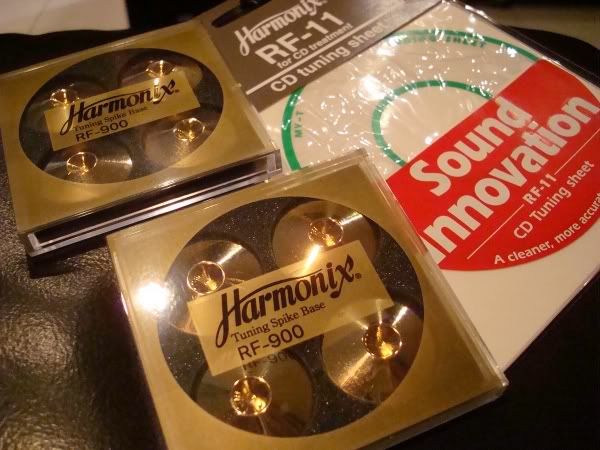 Harmonix®
Tuning Spike Base
RF-900
Harmonix
RF-11
for CD treatment
CD tuning sheet
Sound
Innovation
RF-11
CD Tuning sheet
A cleaner, more accurat
Harmonix®
Tuning Spike Base
RF-900